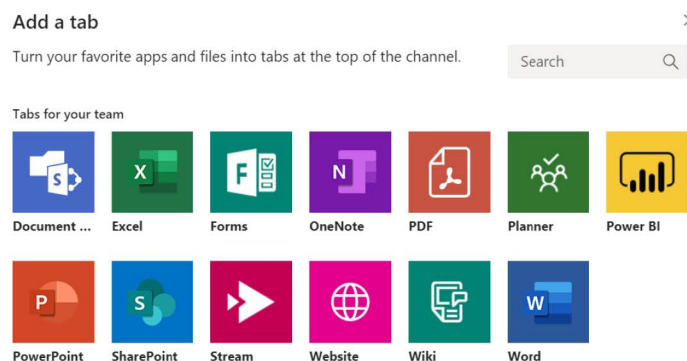 Add a tab
Turn your favorite apps and files into tabs at the top of the channel.
Search
Tabs for your team
S
X
F
N
Document ...
Excel
Forms
OneNote
PDF
Planner
Power BI
P
S
W
PowerPoint
SharePoint
Stream
Website
Wiki
Word